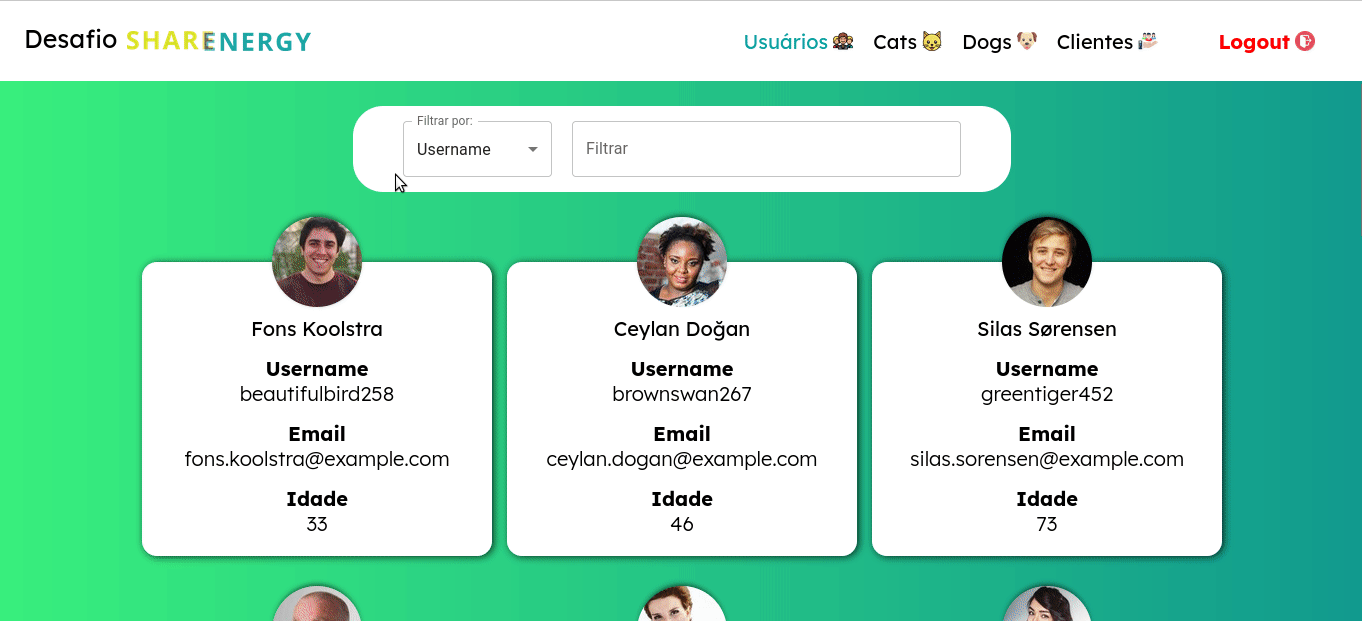 Desafio SHARENERGY
Usuários Cats Dogs Clientes Logout
Filtrar por:
Username
Filtrar
Fons Koolstra
Username
beautifulbird258
Email
fons.koolstra@example.com
Idade
33
Ceylan Doğan
Username
brownswan267
Email
ceylan.dogan@example.com
Idade
46
Silas Sørensen
Username
greentiger452
Email
silas.sorensen@example.com
Idade
73